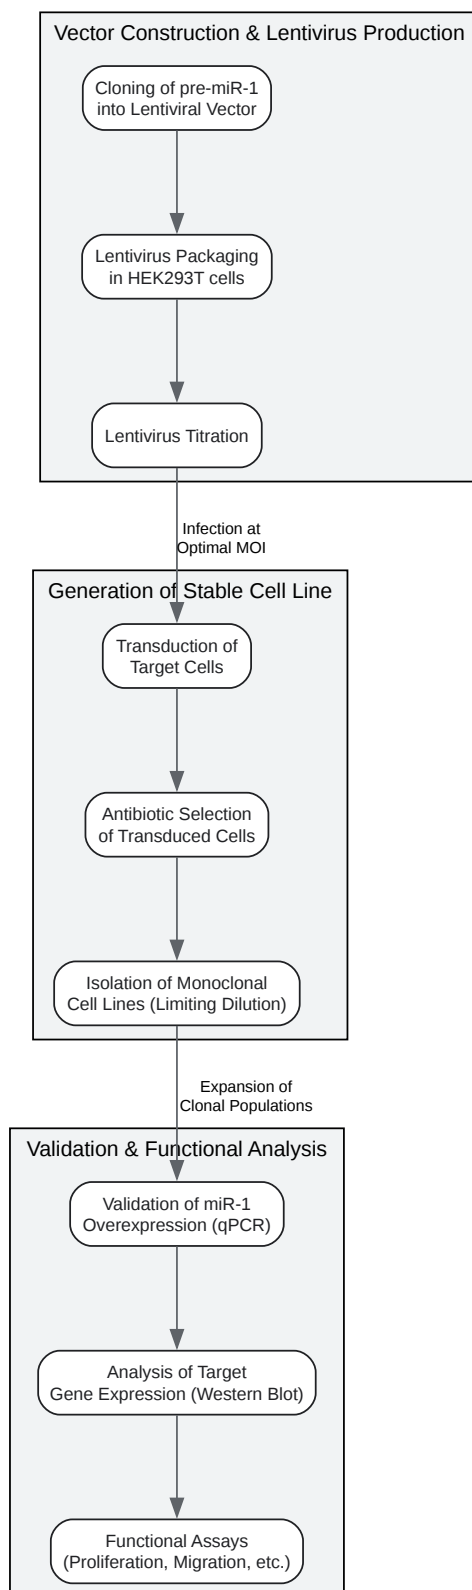 Vector Construction & Lentivirus Production
Cloning of pre-miR-1
into Lentiviral Vector
Lentivirus Packaging
in HEK293T cells
Lentivirus Titration
Infection at
Optimal MOI
Generation of Stable Cell Line
Transduction of
Target Cells
Antibiotic Selection
of Transduced Cells
Isolation of Monoclonal
Cell Lines (Limiting Dilution)
Expansion of
Clonal Populations
Validation & Functional Analysis
Validation of miR-1
Overexpression (qPCR)
Analysis of Target
Gene Expression (Western Blot)
Functional Assays
(Proliferation, Migration, etc.)